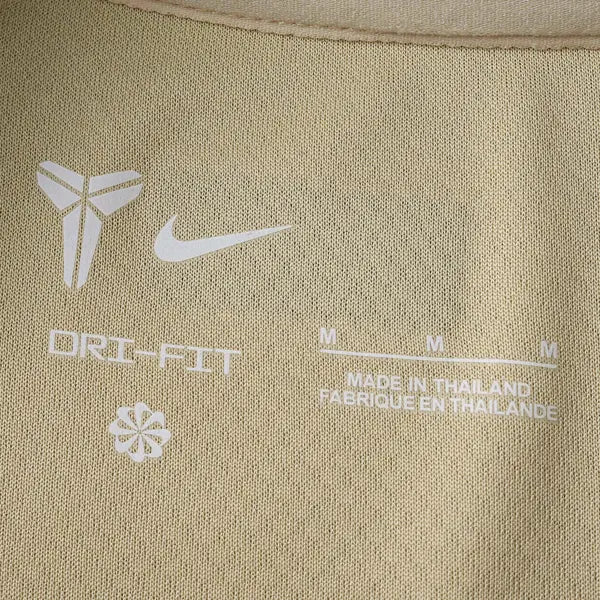 DRI-FIT
M M M
MADE IN THAILAND
FABRIQUE EN THAILANDE